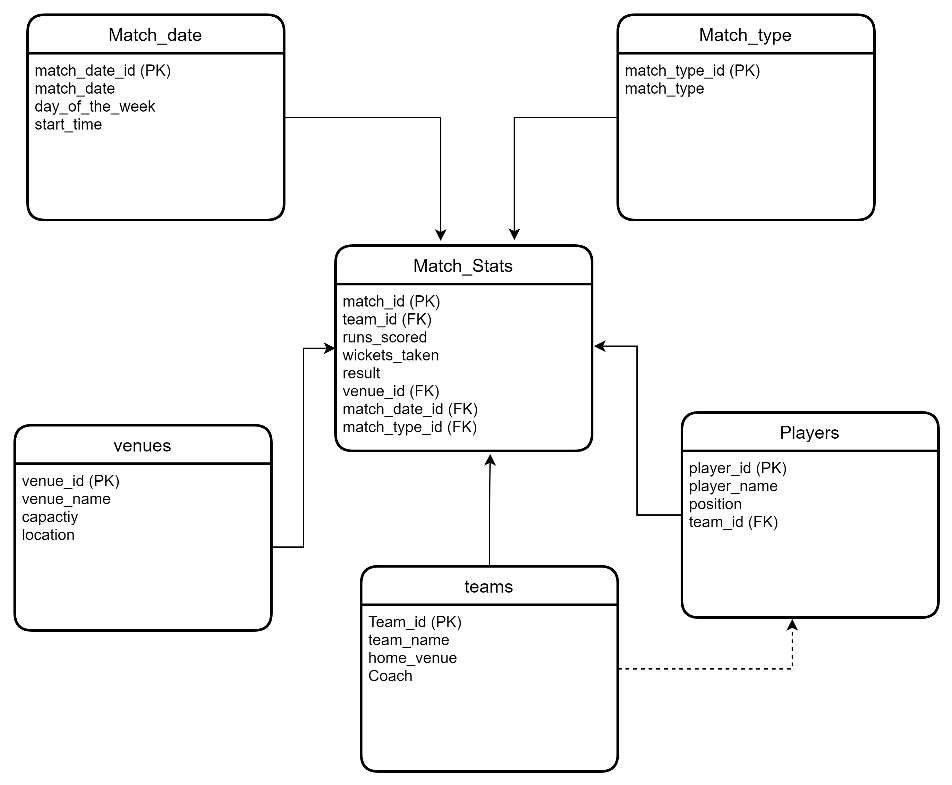 Match_date
match_date_id (PK)
match_date
day_of_the_week
start_time
Match_type
match_type_id (PK)
match_type
Match_Stats
match_id (PK)
team_id (FK)
runs_scored
wickets_taken
result
venue_id (FK)
match_date_id (FK)
match_type_id (FK)
venues
venue_id (PK)
venue_name
capactiy
location
Players
player_id (PK)
player_name
position
team_id (FK)
teams
Team_id (PK)
team_name
home_venue
Coach